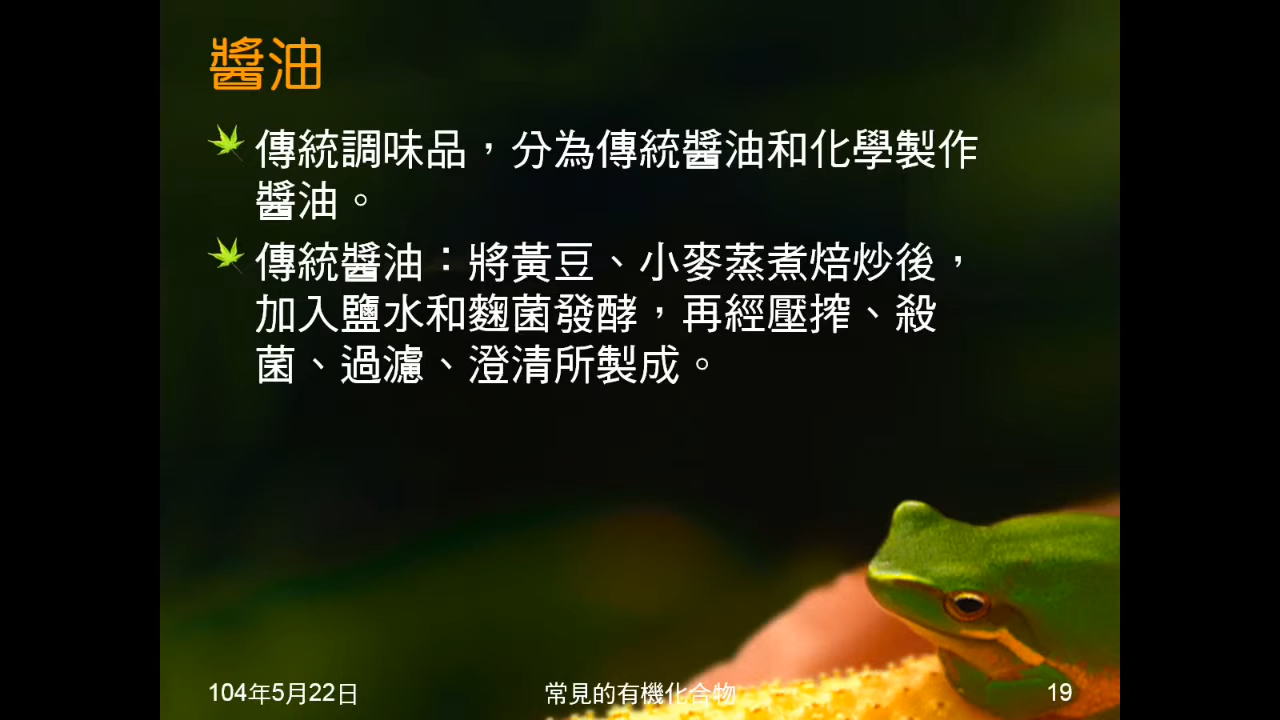 醬油
傳統調味品，分為傳統醬油和化學製作
醬油。
傳統醬油：將黃豆、小麥蒸煮焙炒後，
加入鹽水和麴菌發酵，再經壓搾、殺
菌、過濾、澄清所製成。
104年5月22日
常見的有機化合物
19